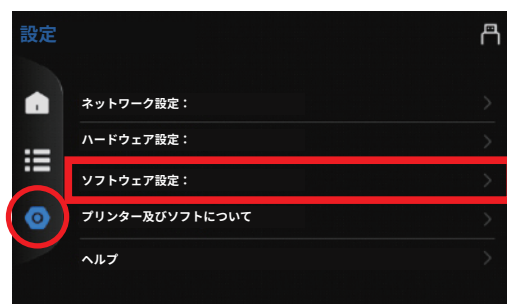 設定
ネットワーク設定：
ハードウェア設定：
ソフトウェア設定：
プリンター及びソフトについて
ヘルプ